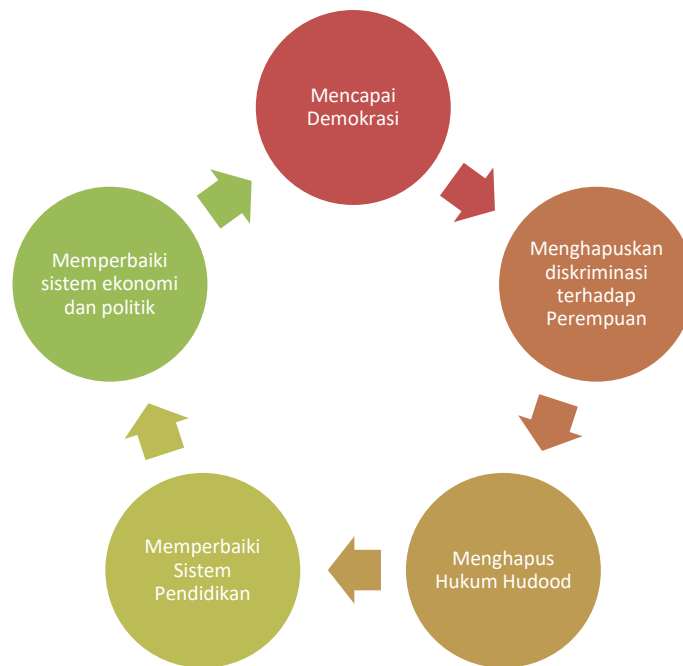 Mencapai
Demokrasi
Menghapuskan
diskriminasi
terhadap
Perempuan
Menghapus
Hukum Hudood
Memperbaiki
Sistem
Pendidikan
Memperbaiki
sistem ekonomi
dan politik